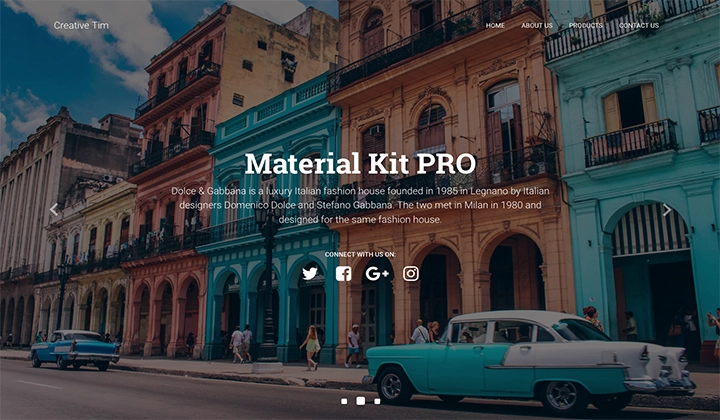 Creative Tim
HOME ABOUT US PRODUCTS CONTACT US
Material Kit PRO
Dolce & Gabbana is a luxury Italian fashion house founded in 1985 in Legnano by Italian
designers Domenico Dolce and Stefano Gabbana. The two met in Milan in 1980 and
designed for the same fashion house.
CONNECT WITH US ON: